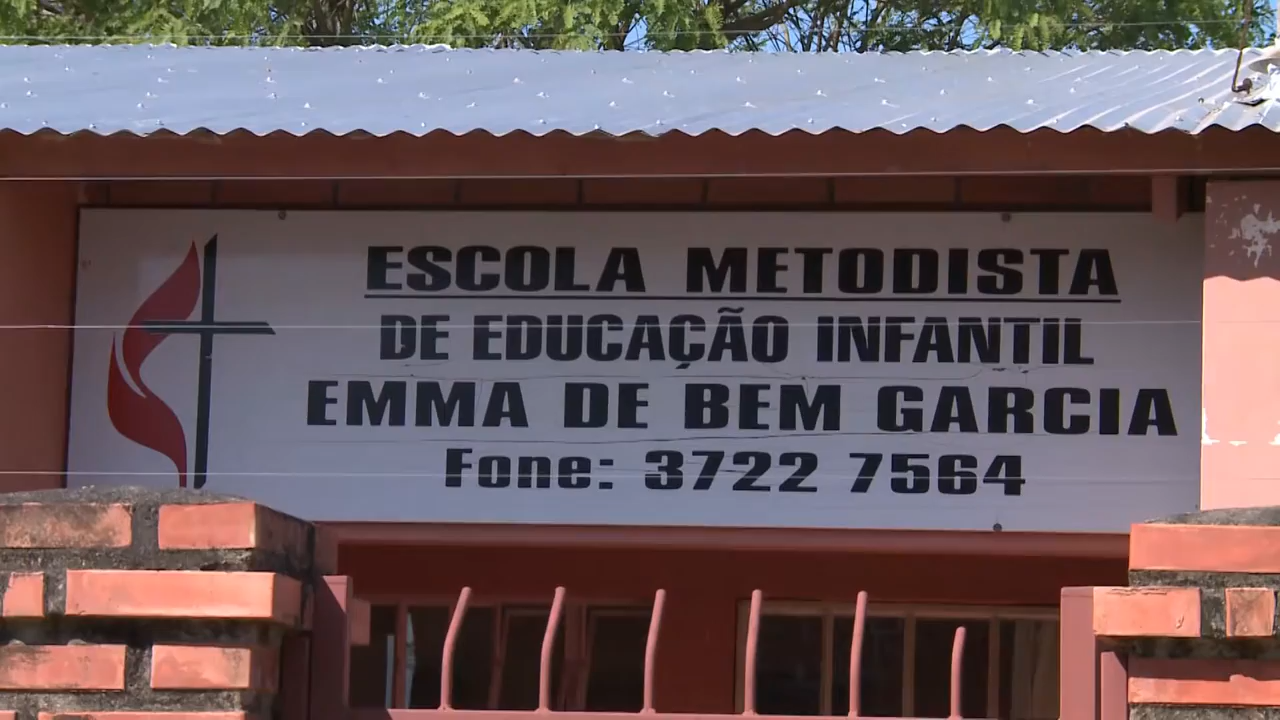 ESCOLA METODISTA
DE EDUCAÇÃO INFANTIL
EMMA DE BEM GARCIA
Fone: 3722 7564